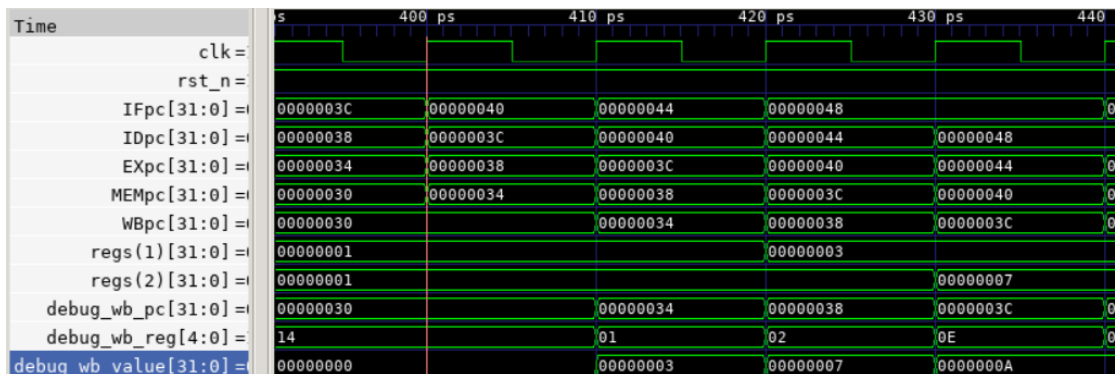 Time ps 400 ps 410 ps 420 ps 430 ps 440
clk=
rst_n=
IFpc[31:0]= 0000003C 00000040 00000044 00000048
IDpc[31:0]= 00000038 0000003C 00000040 00000044 00000048
EXpc[31:0]= 00000034 00000038 0000003C 00000040 00000044
MEMpc[31:0]= 00000030 00000034 00000038 0000003C 00000040
WBpc[31:0]= 00000030 00000034 00000038 0000003C
regs(1)[31:0]= 00000001 00000003
regs(2)[31:0]= 00000001 00000007
debug_wb_pc[31:0]= 00000030 00000034 00000038 0000003C
debug_wb_reg[4:0]= 14 01 02 0E
debug_wb_value[31:0]= 00000000 00000003 00000007 0000000A